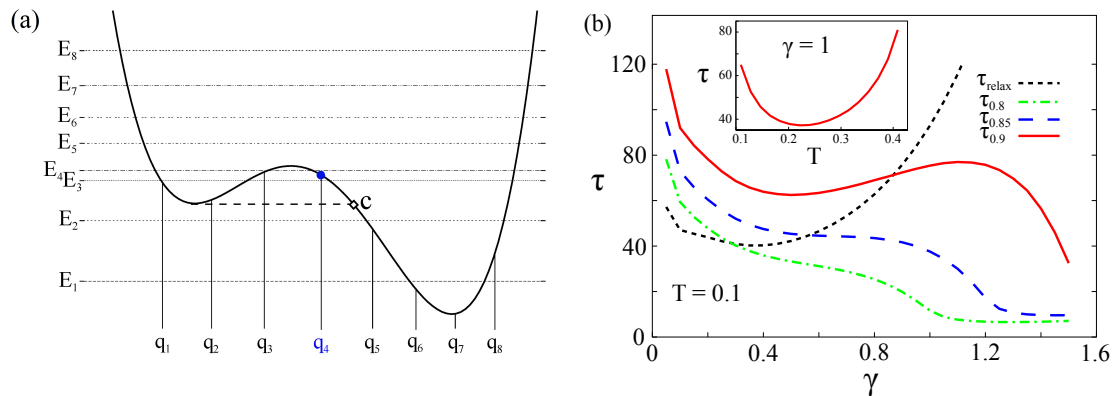 (a)
E₈
E₇
E₆
E₅
E₄E₃
E₂
E₁
c
q₁ q₂ q₃ q₄ q₅ q₆ q₇ q₈
(b)
120
80
40
0
τ
0 0.4 0.8 1.2 1.6
γ
T = 0.1
τrelax
τ0.8
τ0.85
τ0.9
80
60
40
τ
γ = 1
0.1 0.2 0.3 0.4
T